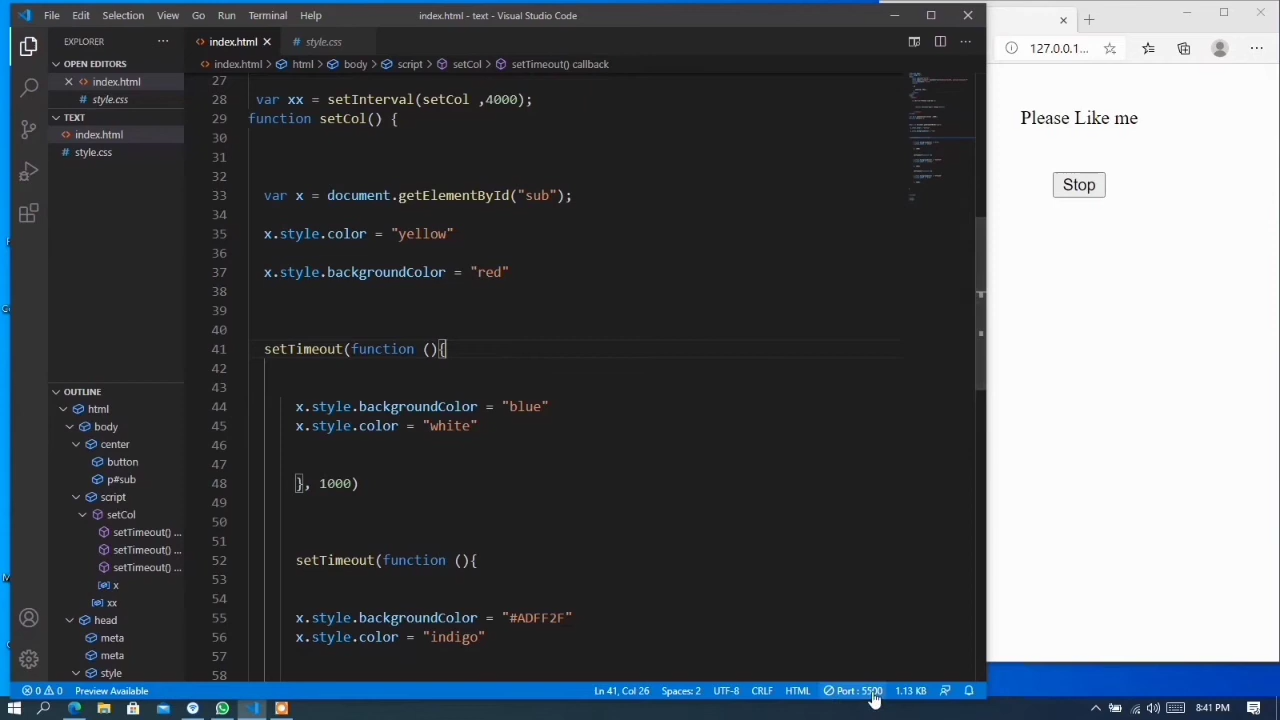 File Edit Selection View Go Run Terminal Help
index.html - text - Visual Studio Code
EXPLORER
OPEN EDITORS
index.html
style.css
TEXT
index.html
style.css
OUTLINE
html
body
center
button
p#sub
script
setCol
setTimeout() ...
setTimeout() ...
setTimeout() ...
x
xx
head
meta
meta
style
index.html style.css
index.html > html > body > script > setCol > setTimeout() callback
27
28 var xx = setInterval(setCol ,4000);
function setCol() {
30
31
32
33 var x = document.getElementById("sub");
34
35 x.style.color = "yellow"
36
37 x.style.backgroundColor = "red"
38
39
40
41 setTimeout(function (){
42
43
44 x.style.backgroundColor = "blue"
45 x.style.color = "white"
46
47
48 }, 1000)
49
50
51
52 setTimeout(function (){
53
54
55 x.style.backgroundColor = "#ADFF2F"
56 x.style.color = "indigo"
57
58
127.0.0.1...
Please Like me
Stop
0 0 Preview Available Ln 41, Col 26 Spaces: 2 UTF-8 CRLF HTML Port : 5500 1.13 KB
8:41 PM